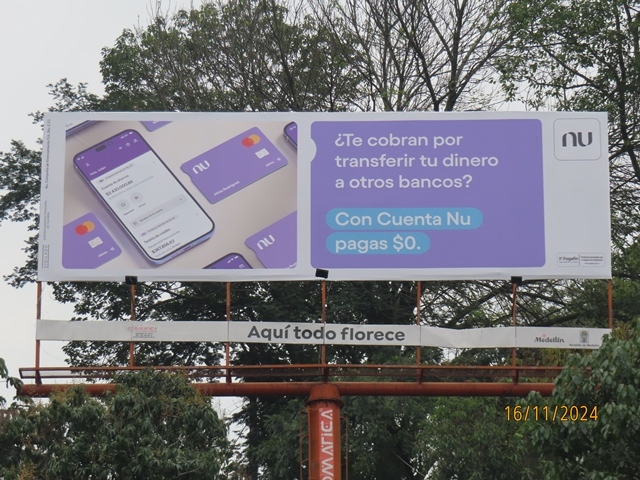 nu
nu
¿Te cobran por
transferir tu dinero
a otros bancos?
Con Cuenta Nu
pagas $0.
nu
Aquí todo florece
Medellín
16/11/2024
OMATICA